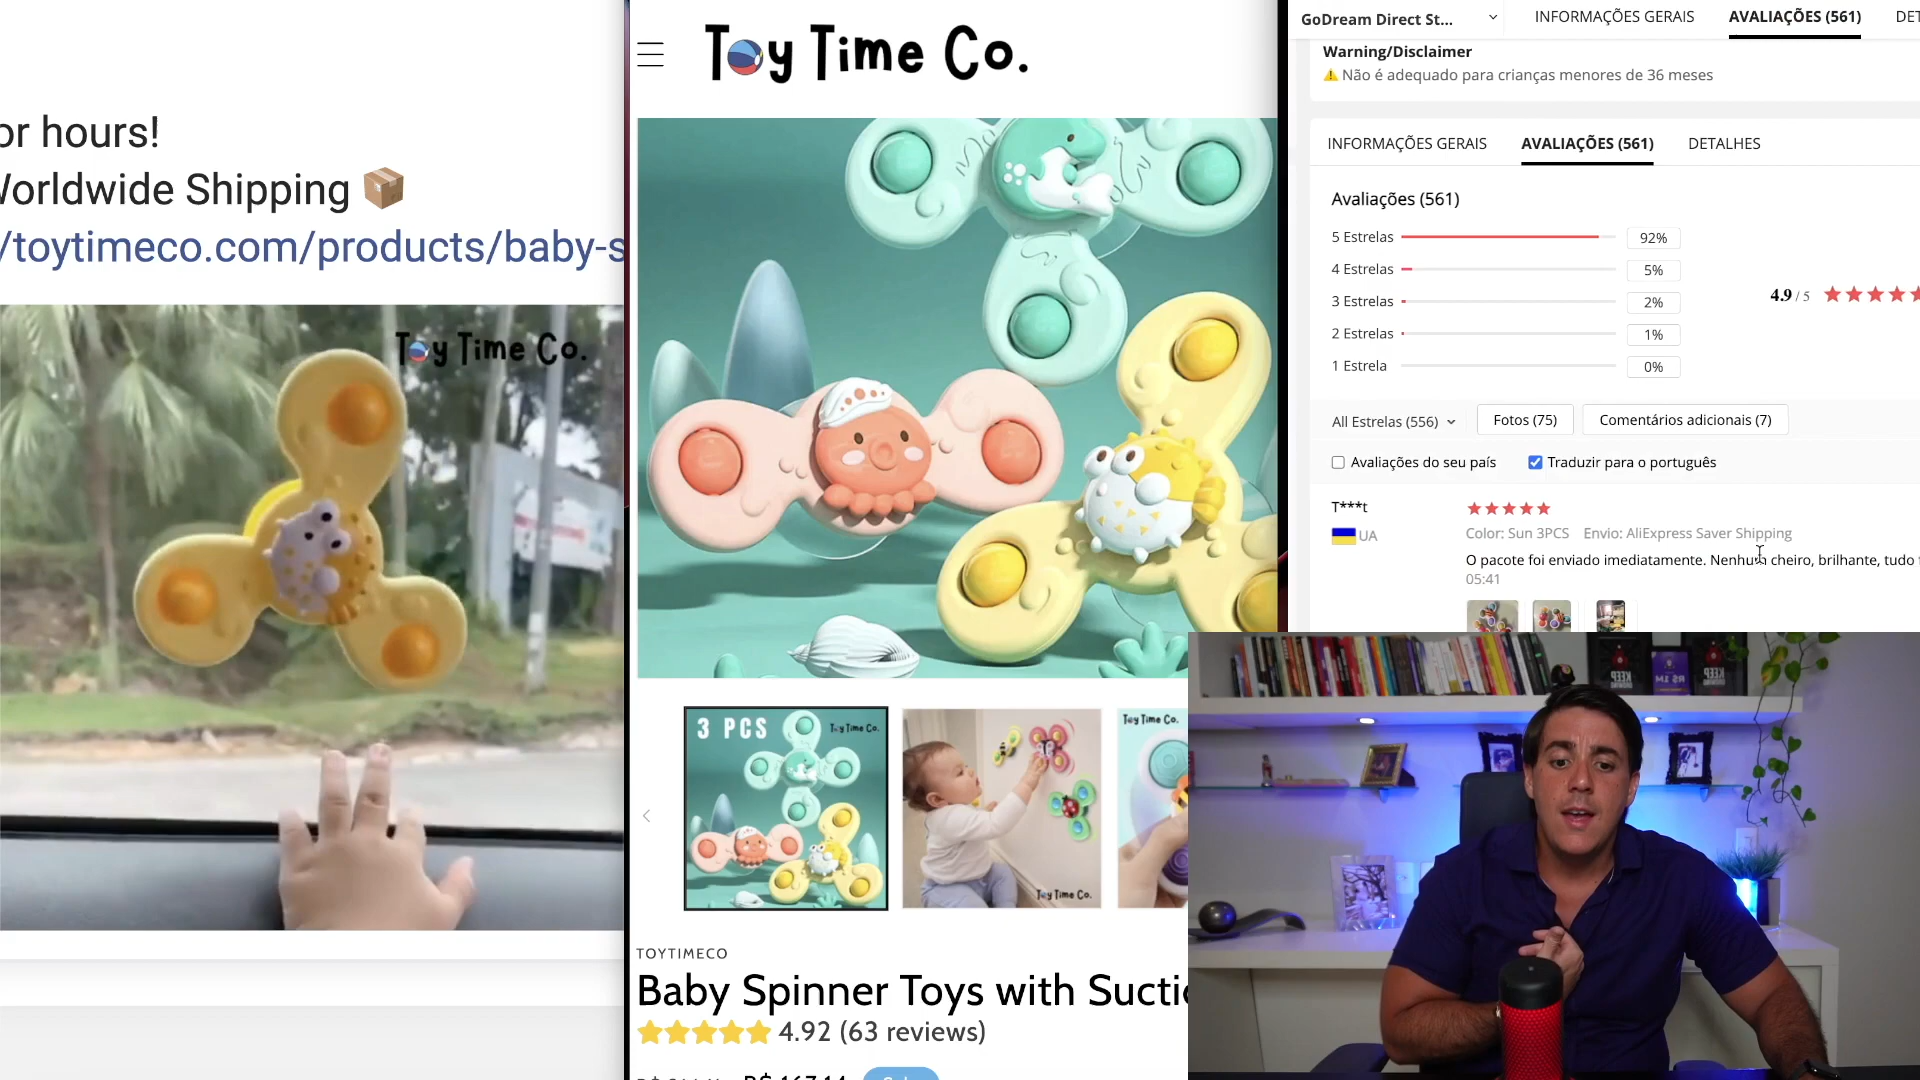 or hours!
Worldwide Shipping
/toytimeco.com/products/baby-s
Toy Time Co.
Toy Time Co.
3 PCS
Toy Time Co.
Toy Time Co.
Toy Time Co.
TOYTIMECO
Baby Spinner Toys with Suctio
4.92 (63 reviews)
GoDream Direct St...
INFORMAÇÕES GERAIS
AVALIAÇÕES (561)
DET
Warning/Disclaimer
Não é adequado para crianças menores de 36 meses
INFORMAÇÕES GERAIS
AVALIAÇÕES (561)
DETALHES
Avaliações (561)
5 Estrelas 92%
4 Estrelas 5%
3 Estrelas 2%
2 Estrelas 1%
1 Estrela 0%
4.9 / 5
All Estrelas (556)
Fotos (75)
Comentários adicionais (7)
Avaliações do seu país
Traduzir para o português
T***t
UA
Color: Sun 3PCS Envio: AliExpress Saver Shipping
O pacote foi enviado imediatamente. Nenhum cheiro, brilhante, tudo
05:41
R$ 1M